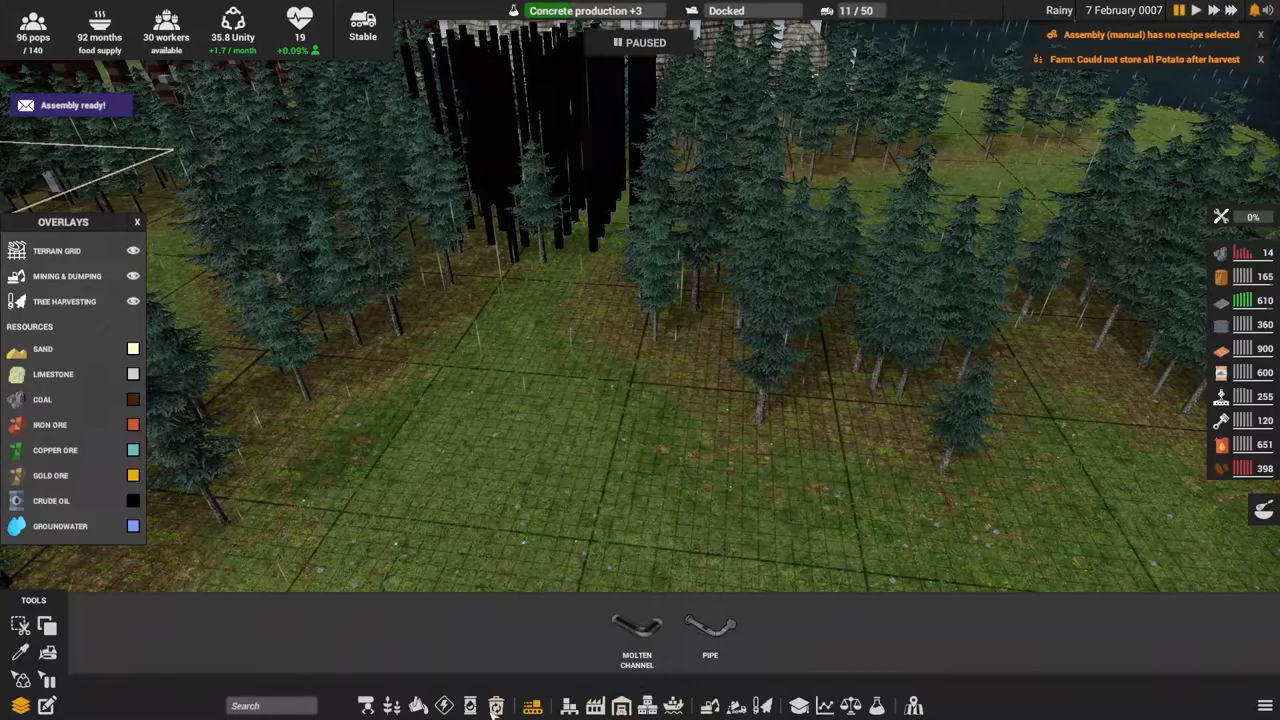 Concrete production +3
Docked
11 / 50
Rainy
7 February 0007
96 pops
/ 140
92 months
food supply
30 workers
available
35.8 Unity
+1.7 / month
19
+0.09%
Stable
PAUSED
Assembly (manual) has no recipe selected
X
Farm: Could not store all Potato after harvest
X
Assembly ready!
OVERLAYS
X
TERRAIN GRID
MINING & DUMPING
TREE HARVESTING
RESOURCES
SAND
LIMESTONE
COAL
IRON ORE
COPPER ORE
GOLD ORE
CRUDE OIL
GROUNDWATER
0%
14
165
610
360
900
600
255
120
651
398
TOOLS
MOLTEN
CHANNEL
PIPE
Search